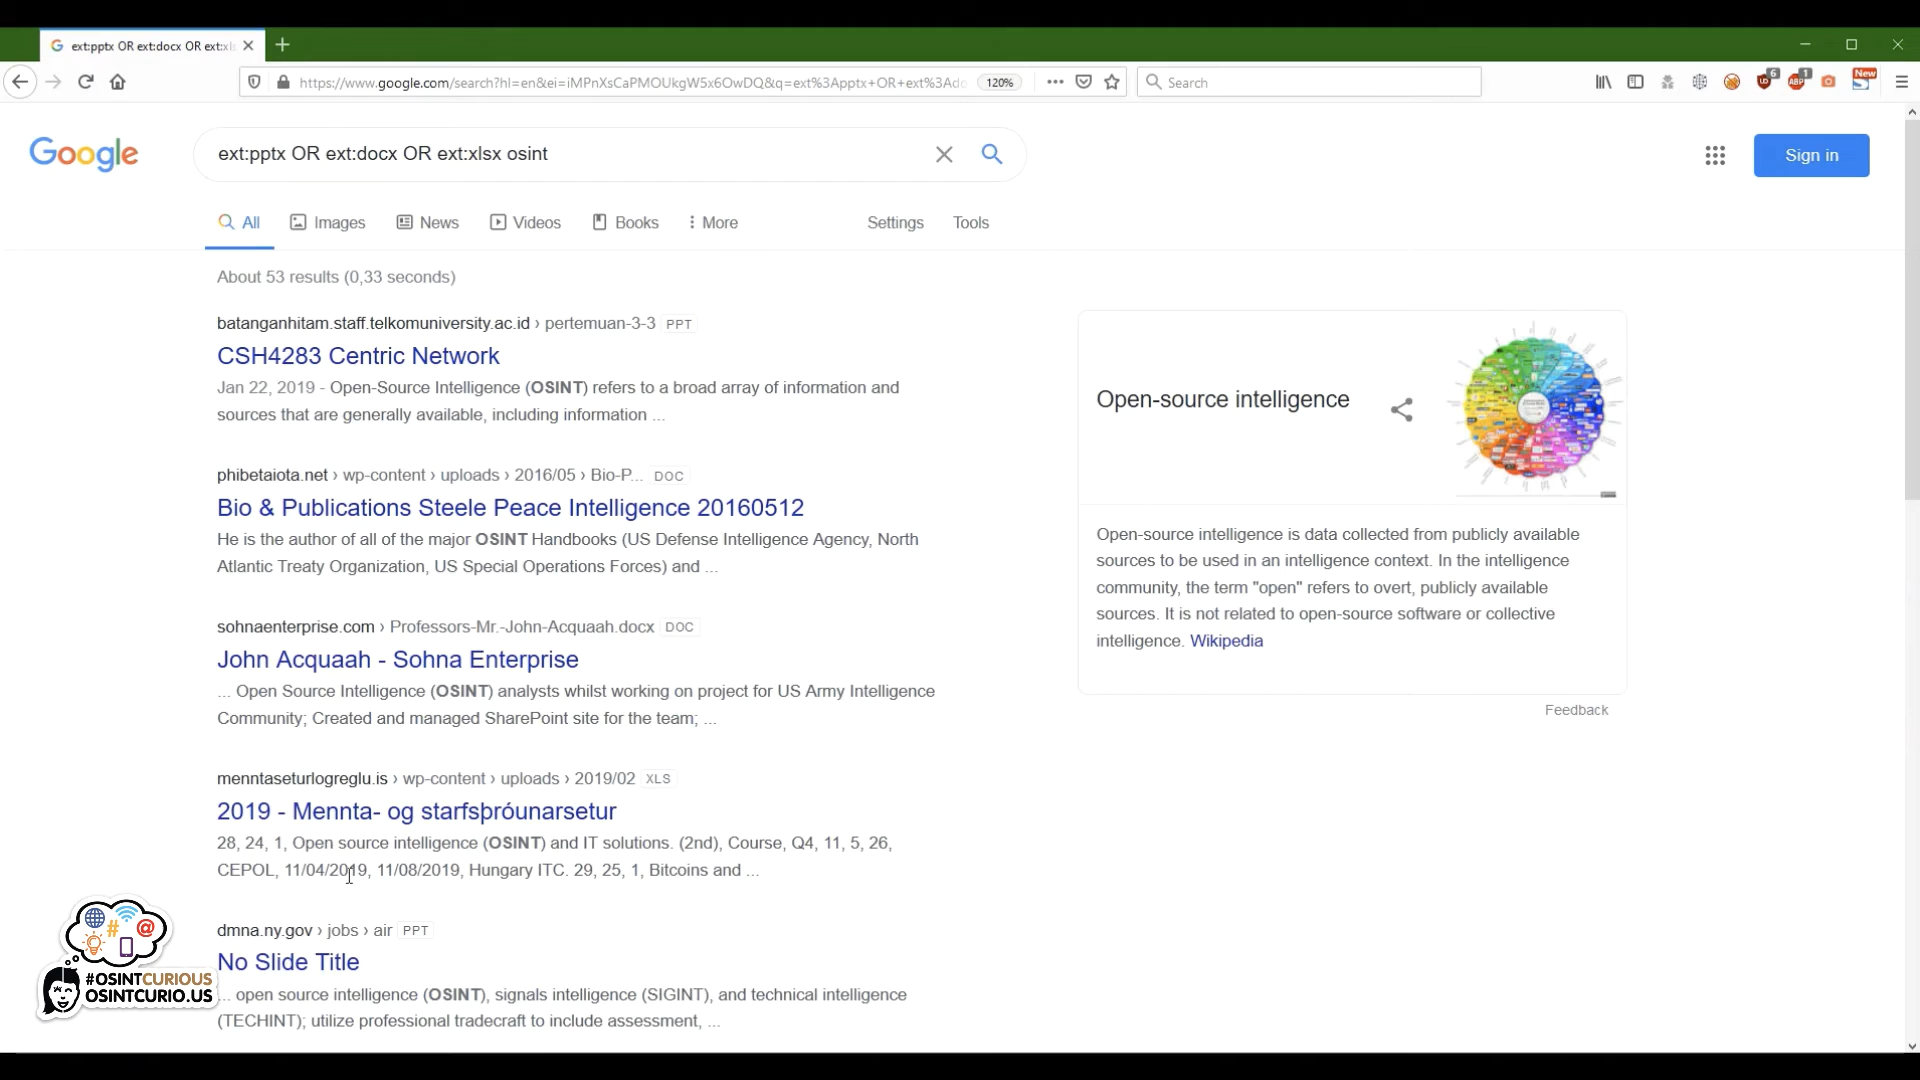 ext:pptx OR ext:docx OR ext:xls
https://www.google.com/search?hl=en&ei=iMPnXsCaPMOUkgW5x6OwDQ&q=ext%3Apptx+OR+ext%3Ado
120%
Search
6
1
New
Google
ext:pptx OR ext:docx OR ext:xlsx osint
Sign in
All
Images
News
Videos
Books
More
Settings
Tools
About 53 results (0,33 seconds)
batanganhitam.staff.telkomuniversity.ac.id › pertemuan-3-3 PPT
CSH4283 Centric Network
Jan 22, 2019 - Open-Source Intelligence (OSINT) refers to a broad array of information and
sources that are generally available, including information ...
phibetaiota.net › wp-content › uploads › 2016/05 › Bio-P... DOC
Bio & Publications Steele Peace Intelligence 20160512
He is the author of all of the major OSINT Handbooks (US Defense Intelligence Agency, North
Atlantic Treaty Organization, US Special Operations Forces) and ...
sohnaenterprise.com › Professors-Mr.-John-Acquaah.docx DOC
John Acquaah - Sohna Enterprise
... Open Source Intelligence (OSINT) analysts whilst working on project for US Army Intelligence
Community; Created and managed SharePoint site for the team; ...
menntaseturlogreglu.is › wp-content › uploads › 2019/02 XLS
2019 - Mennta- og starfsþróunarsetur
28, 24, 1, Open source intelligence (OSINT) and IT solutions. (2nd), Course, Q4, 11, 5, 26,
CEPOL, 11/04/2019, 11/08/2019, Hungary ITC. 29, 25, 1, Bitcoins and ...
dmna.ny.gov › jobs › air PPT
No Slide Title
... open source intelligence (OSINT), signals intelligence (SIGINT), and technical intelligence
(TECHINT); utilize professional tradecraft to include assessment, ...
Open-source intelligence
Open-source intelligence is data collected from publicly available
sources to be used in an intelligence context. In the intelligence
community, the term "open" refers to overt, publicly available
sources. It is not related to open-source software or collective
intelligence. Wikipedia
Feedback
#OSINTCURIOUS
OSINTCURIO.US